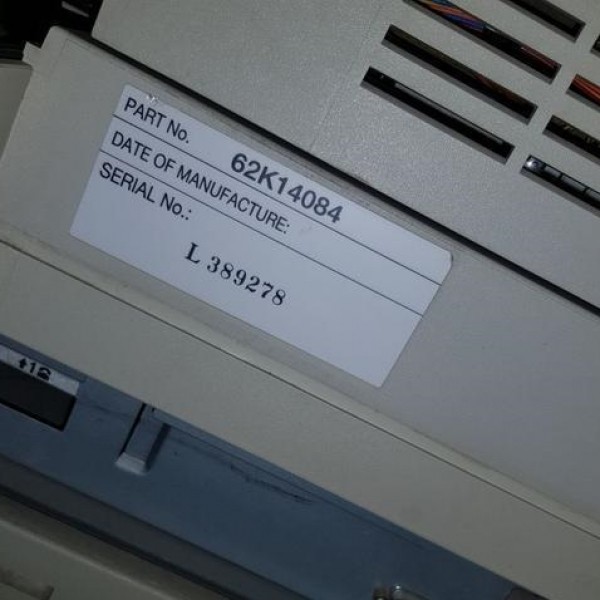 PART No. 62K14084
DATE OF MANUFACTURE:
SERIAL No.:
L 389278